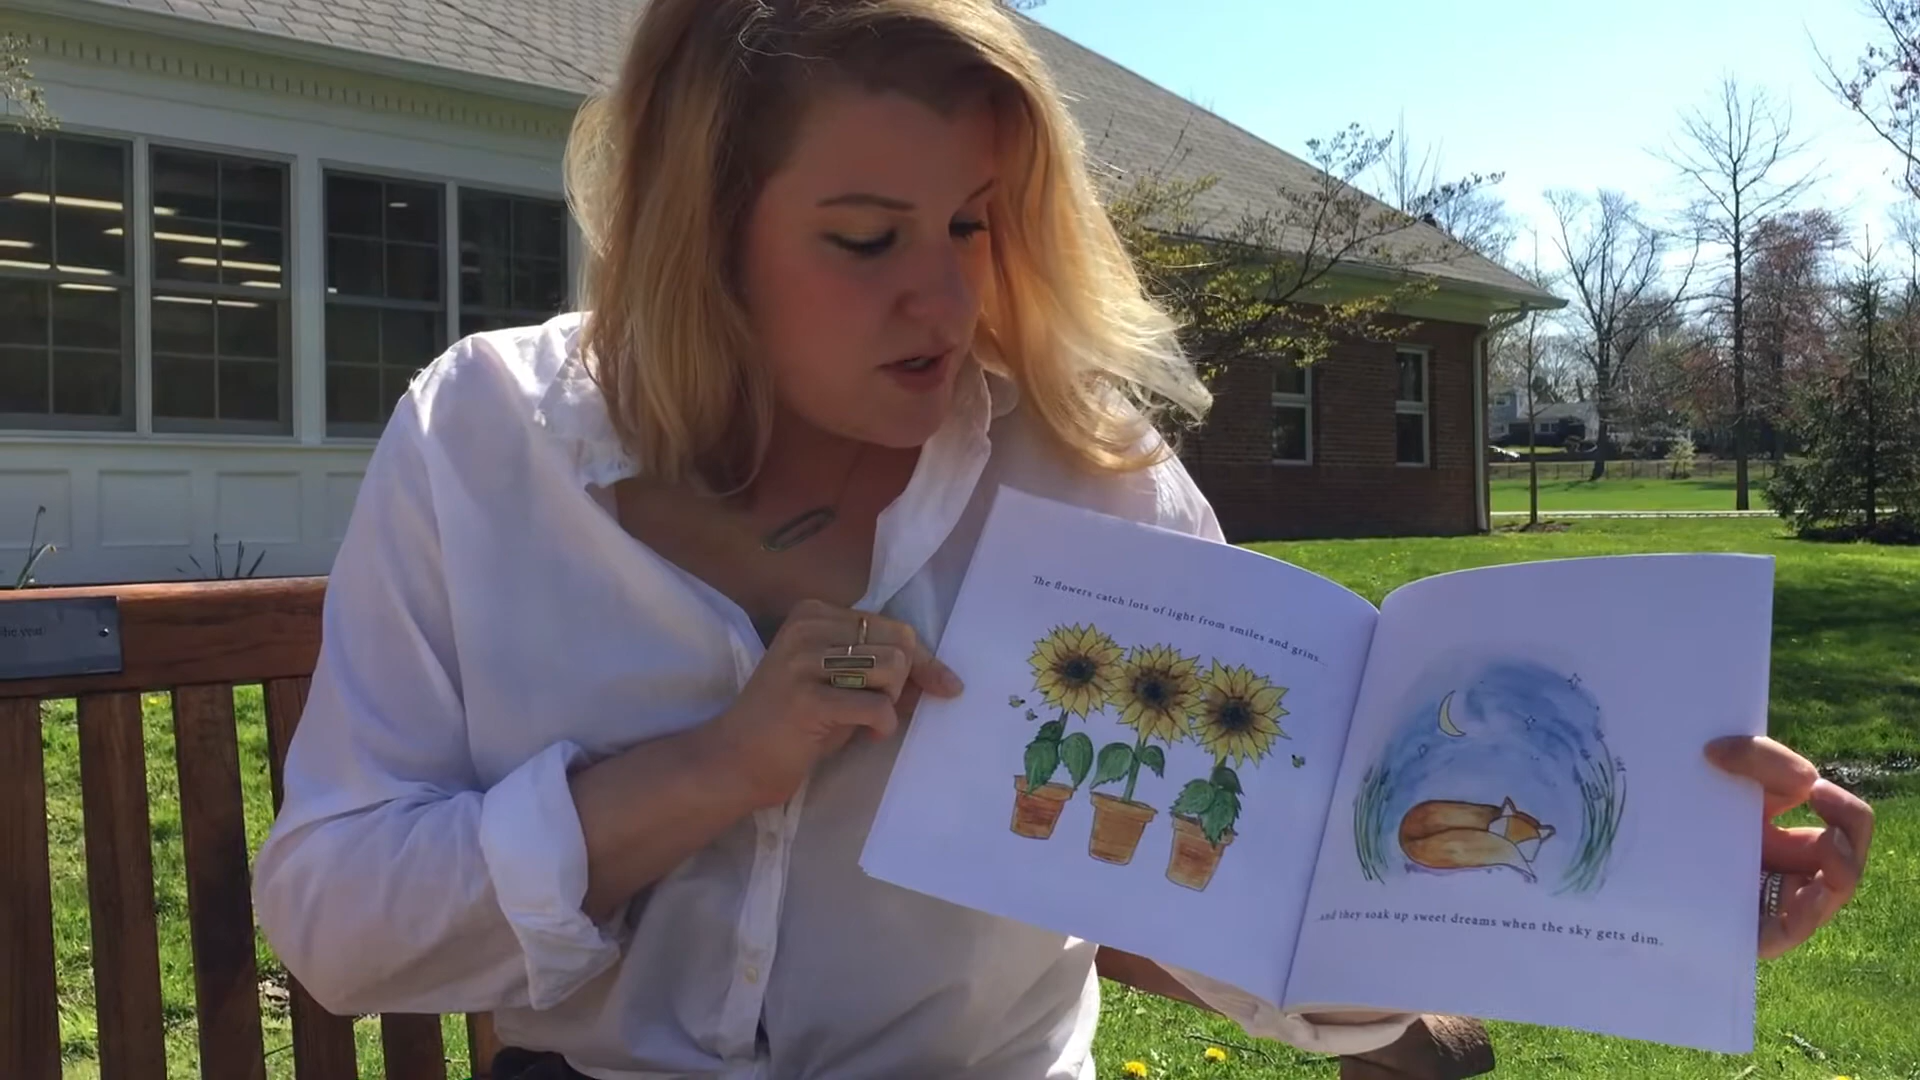 The flowers catch lots of light from smiles and grins...
...and they soak up sweet dreams when the sky gets dim.